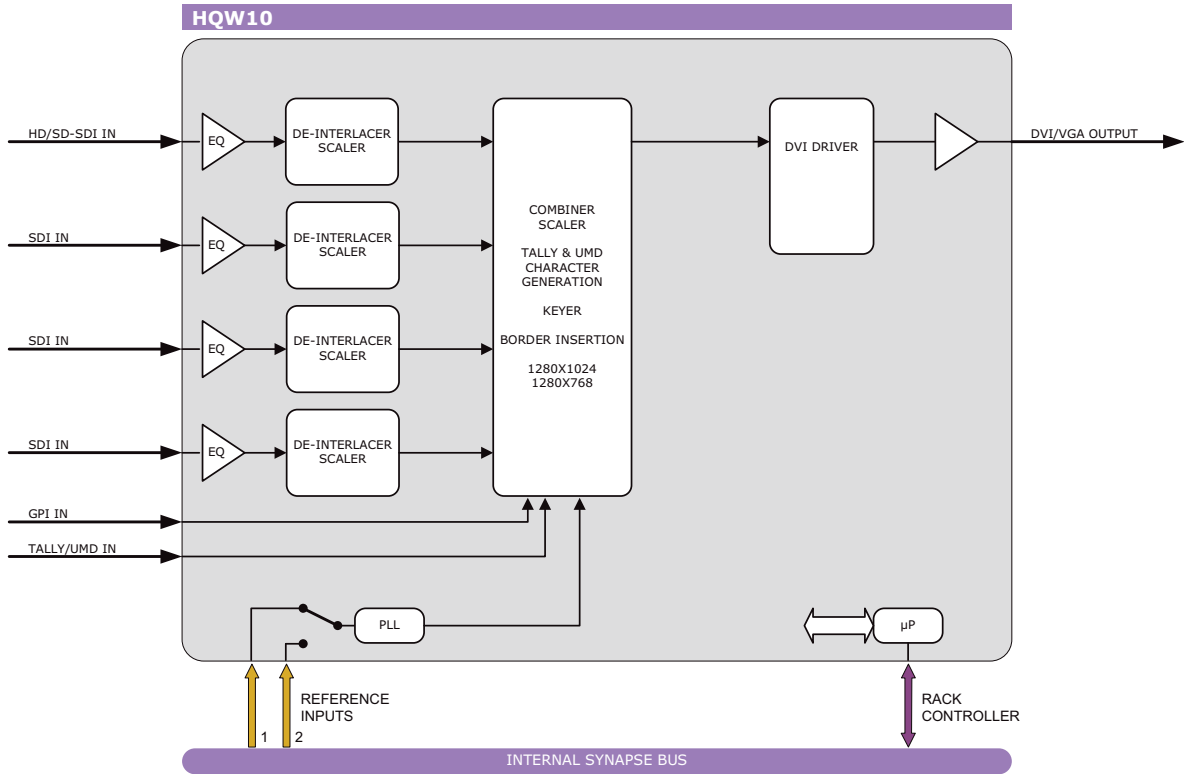 HQW10
HD/SD-SDI IN
EQ
DE-INTERLACER
SCALER
SDI IN
EQ
DE-INTERLACER
SCALER
SDI IN
EQ
DE-INTERLACER
SCALER
SDI IN
EQ
DE-INTERLACER
SCALER
GPI IN
TALLY/UMD IN
COMBINER
SCALER
TALLY & UMD
CHARACTER
GENERATION
KEYER
BORDER INSERTION
1280X1024
1280X768
DVI DRIVER
DVI/VGA OUTPUT
PLL
µP
REFERENCE
INPUTS
1
2
RACK
CONTROLLER
INTERNAL SYNAPSE BUS